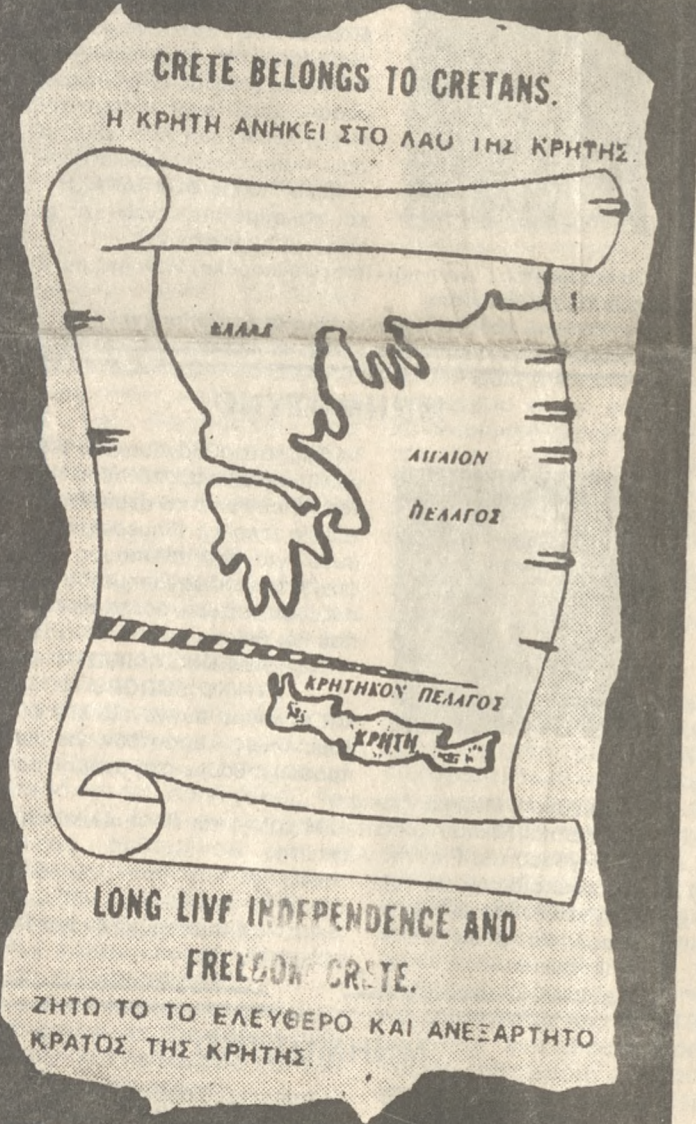 CRETE BELONGS TO CRETANS.
Η ΚΡΗΤΗ ΑΝΗΚΕΙ ΣΤΟ ΛΑΟ ΤΗΣ ΚΡΗΤΗΣ.
ΕΛΛΑΣ
ΑΙΓΑΙΟΝ
ΠΕΛΑΓΟΣ
ΚΡΗΤΗΚΟΝ ΠΕΛΑΓΟΣ
ΚΡΗΤΗ
LONG LIVE INDEPENDENCE AND
FREEDOM CRETE.
ΖΗΤΩ ΤΟ ΤΟ ΕΛΕΥΘΕΡΟ ΚΑΙ ΑΝΕΞΑΡΤΗΤΟ
ΚΡΑΤΟΣ ΤΗΣ ΚΡΗΤΗΣ.